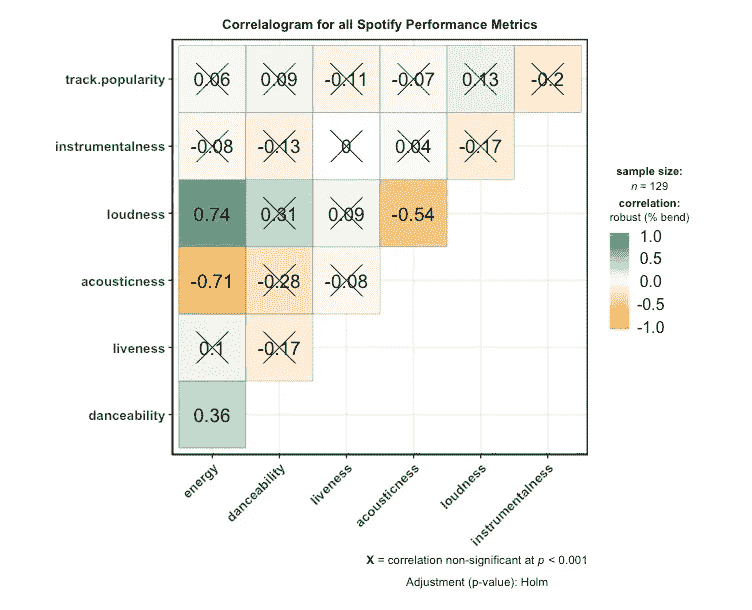 Correlalogram for all Spotify Performance Metrics
track.popularity 0.06 0.09 -0.11 -0.07 0.13 -0.2
instrumentalness -0.08 -0.13 0 0.04 -0.17
loudness 0.74 0.31 0.09 -0.54
acousticness -0.71 -0.28 -0.08
liveness 0.1 -0.17
danceability 0.36
energy
danceability
liveness
acousticness
loudness
instrumentalness
sample size:
n = 129
correlation:
robust (% bend)
1.0
0.5
0.0
-0.5
-1.0
X = correlation non-significant at p < 0.001
Adjustment (p-value): Holm